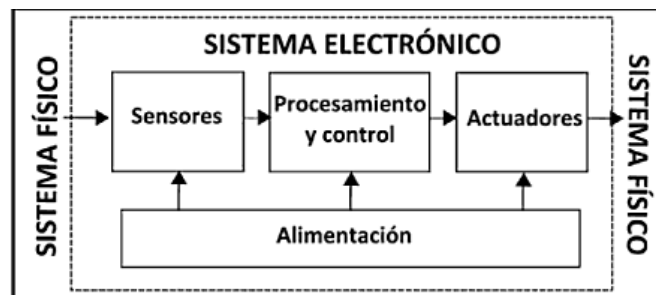 SISTEMA ELECTRÓNICO
SISTEMA FÍSICO
Sensores
Procesamiento
y control
Actuadores
SISTEMA FÍSICO
Alimentación